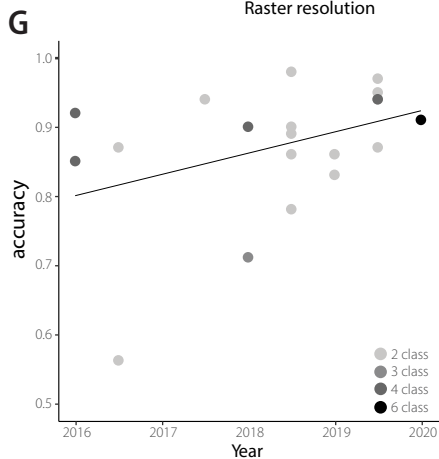 Raster resolution
G
1.0
0.9
0.8
0.7
0.6
0.5
accuracy
2 class
3 class
4 class
6 class
2016 2017 2018 2019 2020
Year